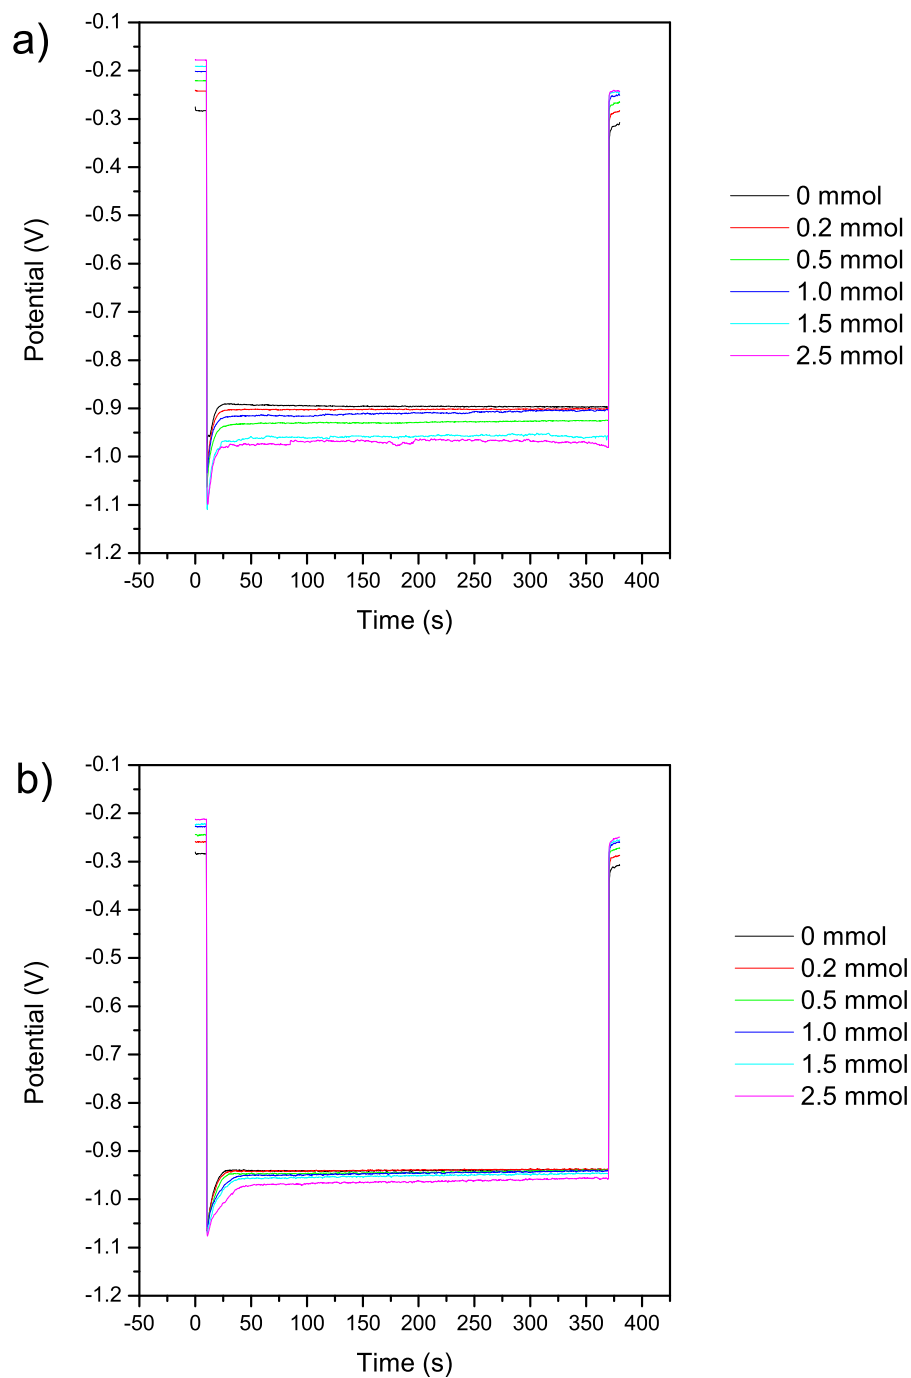 a)
-0.1
-0.2
-0.3
-0.4
-0.5
-0.6
-0.7
-0.8
-0.9
-1.0
-1.1
-1.2
Potential (V)
-50 0 50 100 150 200 250 300 350 400
Time (s)
0 mmol
0.2 mmol
0.5 mmol
1.0 mmol
1.5 mmol
2.5 mmol
b)
-0.1
-0.2
-0.3
-0.4
-0.5
-0.6
-0.7
-0.8
-0.9
-1.0
-1.1
-1.2
Potential (V)
-50 0 50 100 150 200 250 300 350 400
Time (s)
0 mmol
0.2 mmol
0.5 mmol
1.0 mmol
1.5 mmol
2.5 mmol